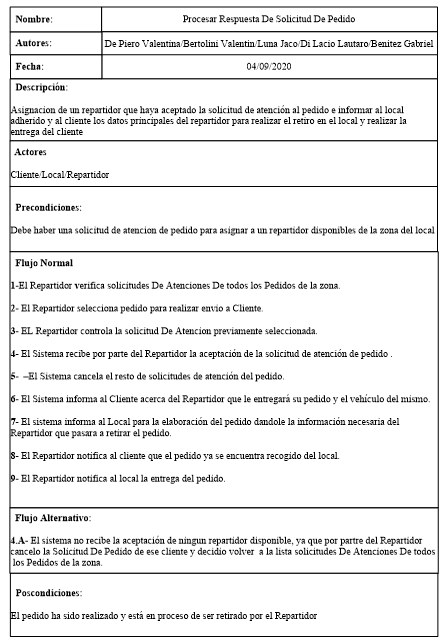 Nombre: Procesar Respuesta De Solicitud De Pedido
Autores: De Piero Valentina/Bertolini Valentin/Luna Jaco/Di Lacio Lautaro/Benitez Gabriel
Fecha: 04/09/2020
Descripción:
Asignacion de un repartidor que haya aceptado la solicitud de atención al pedido e informar al local
adherido y al cliente los datos principales del repartidor para realizar el retiro en el local y realizar la
entrega del cliente
Actores
Cliente/Local/Repartidor
Precondiciones:
Debe haber una solicitud de atencion de pedido para asignar a un repartidor disponibles de la zona del local
Flujo Normal
1-El Repartidor verifica solicitudes De Atenciones De todos los Pedidos de la zona.
2- El Repartidor selecciona pedido para realizar envio a Cliente.
3- EL Repartidor controla la solicitud De Atencion previamente seleccionada.
4- El Sistema recibe por parte del Repartidor la aceptación de la solicitud de atención de pedido .
5- –El Sistema cancela el resto de solicitudes de atención del pedido.
6- El Sistema informa al Cliente acerca del Repartidor que le entregará su pedido y el vehículo del mismo.
7- El sistema informa al Local para la elaboración del pedido dandole la información necesaria del
Repartidor que pasara a retirar el pedido.
8- El Repartidor notifica al cliente que el pedido ya se encuentra recogido del local.
9- El Repartidor notifica al local la entrega del pedido.
Flujo Alternativo:
4.A- El sistema no recibe la aceptación de ningun repartidor disponible, ya que por partre del Repartidor
cancelo la Solicitud De Pedido de ese cliente y decidio volver a la lista solicitudes De Atenciones De todos
los Pedidos de la zona.
Poscondiciones:
El pedido ha sido realizado y está en proceso de ser retirado por el Repartidor